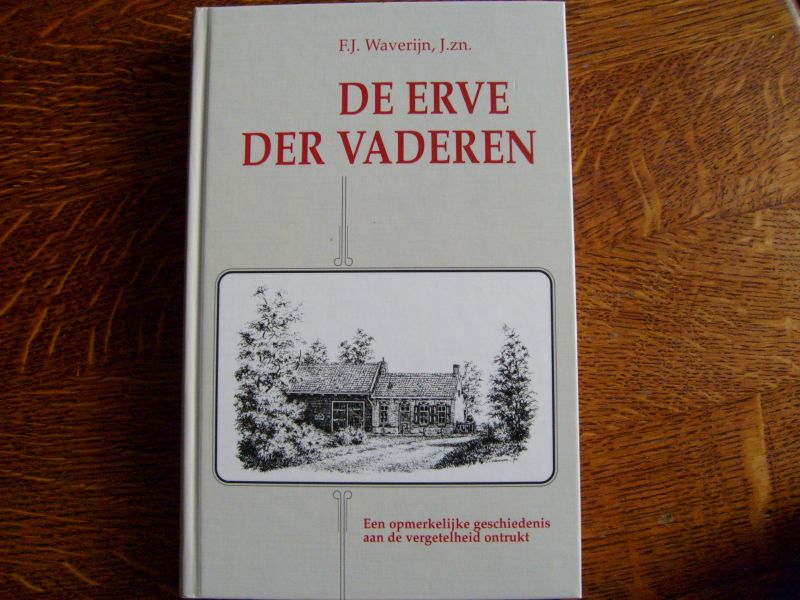 F.J. Waverijn, J.zn.
DE ERVE
DER VADEREN
Een opmerkelijke geschiedenis
aan de vergetelheid ontrukt